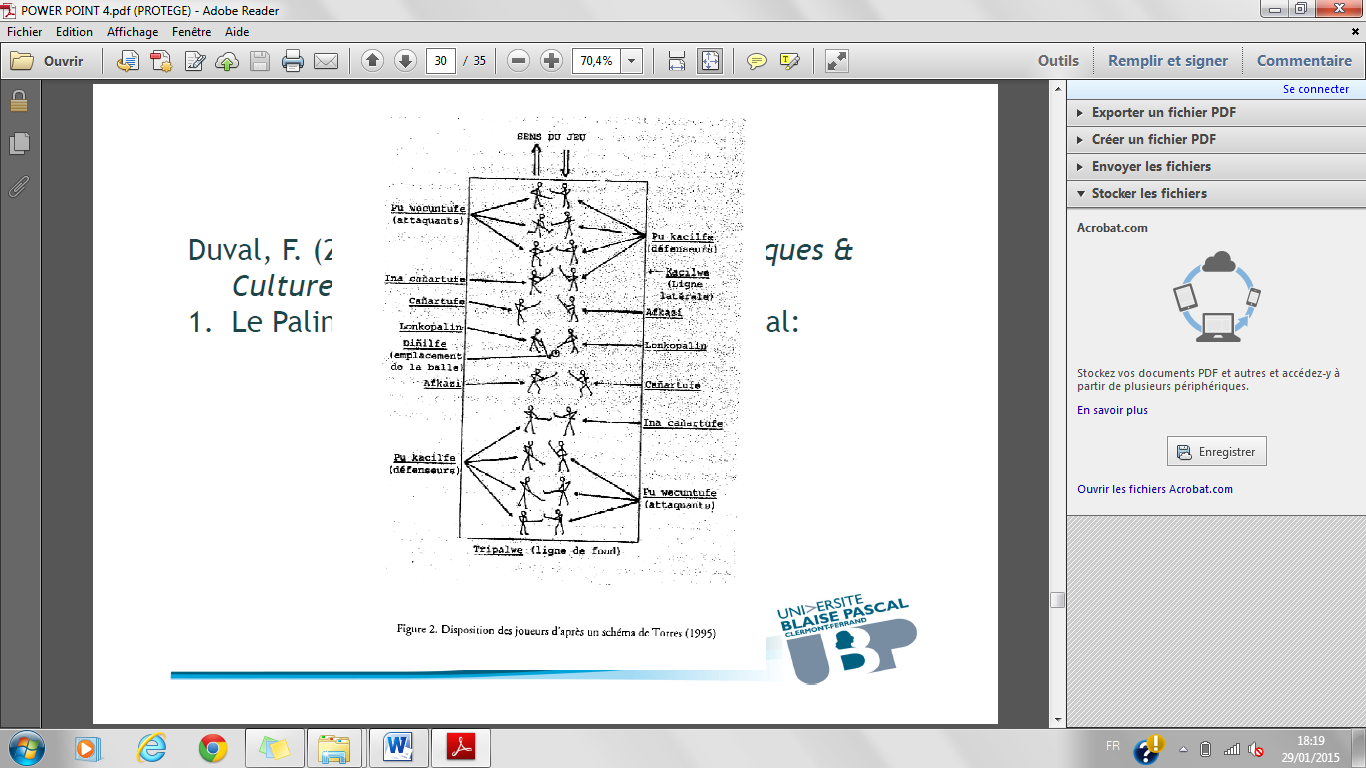 POWER POINT 4.pdf (PROTEGE) - Adobe Reader
Fichier Edition Affichage Fenêtre Aide
Ouvrir 30 / 35 70,4% Outils Remplir et signer Commentaire
Se connecter
Exporter un fichier PDF
Créer un fichier PDF
Envoyer les fichiers
Stocker les fichiers
Acrobat.com
Stockez vos documents PDF et autres et accédez-y à
partir de plusieurs périphériques.
En savoir plus
Enregistrer
Ouvrir les fichiers Acrobat.com
Duval, F. (2 ques &
Culture
1. Le Palin al:
SENS DU JEU
Pu wecuntufe
(attaquants)
Pu kacilfe
(défenseurs)
Kacilwe
(Ligne
latérale)
Ina cañartufe
Cañartufe
Afkazi
Lonkopalin
Lonkopalin
Diñilfe
(emplacement
de la balle)
Afkazi
Cañartufe
Ina cañartufe
Pu kacilfe
(défenseurs)
Pu wecuntufe
(attaquants)
Tripalwe (ligne de fond)
Figure 2. Disposition des joueurs d'après un schéma de Torres (1995)
UNIVERSITE
BLAISE PASCAL
CLERMONT-FERRAND
UBP
FR
18:19
29/01/2015